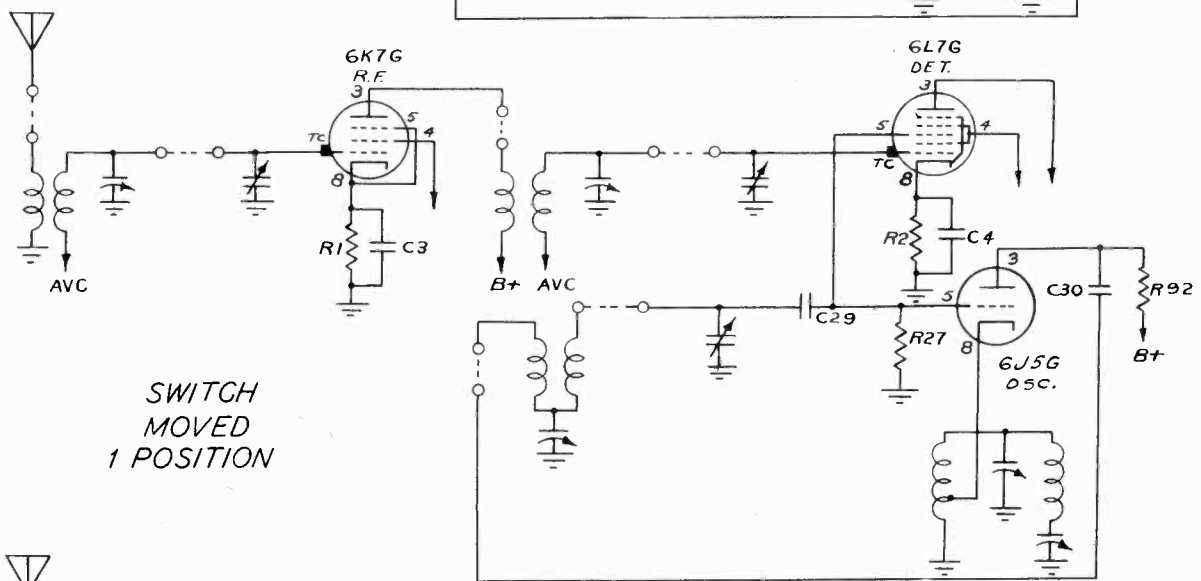 6K7G
R.F.
3
5
4
TC
8
R1
C3
AVC
B+
AVC
6L7G
DET.
3
5
4
TC
8
R2
C4
3
C30
R92
B+
C29
5
R27
8
6J5G
OSC.
SWITCH
MOVED
1 POSITION